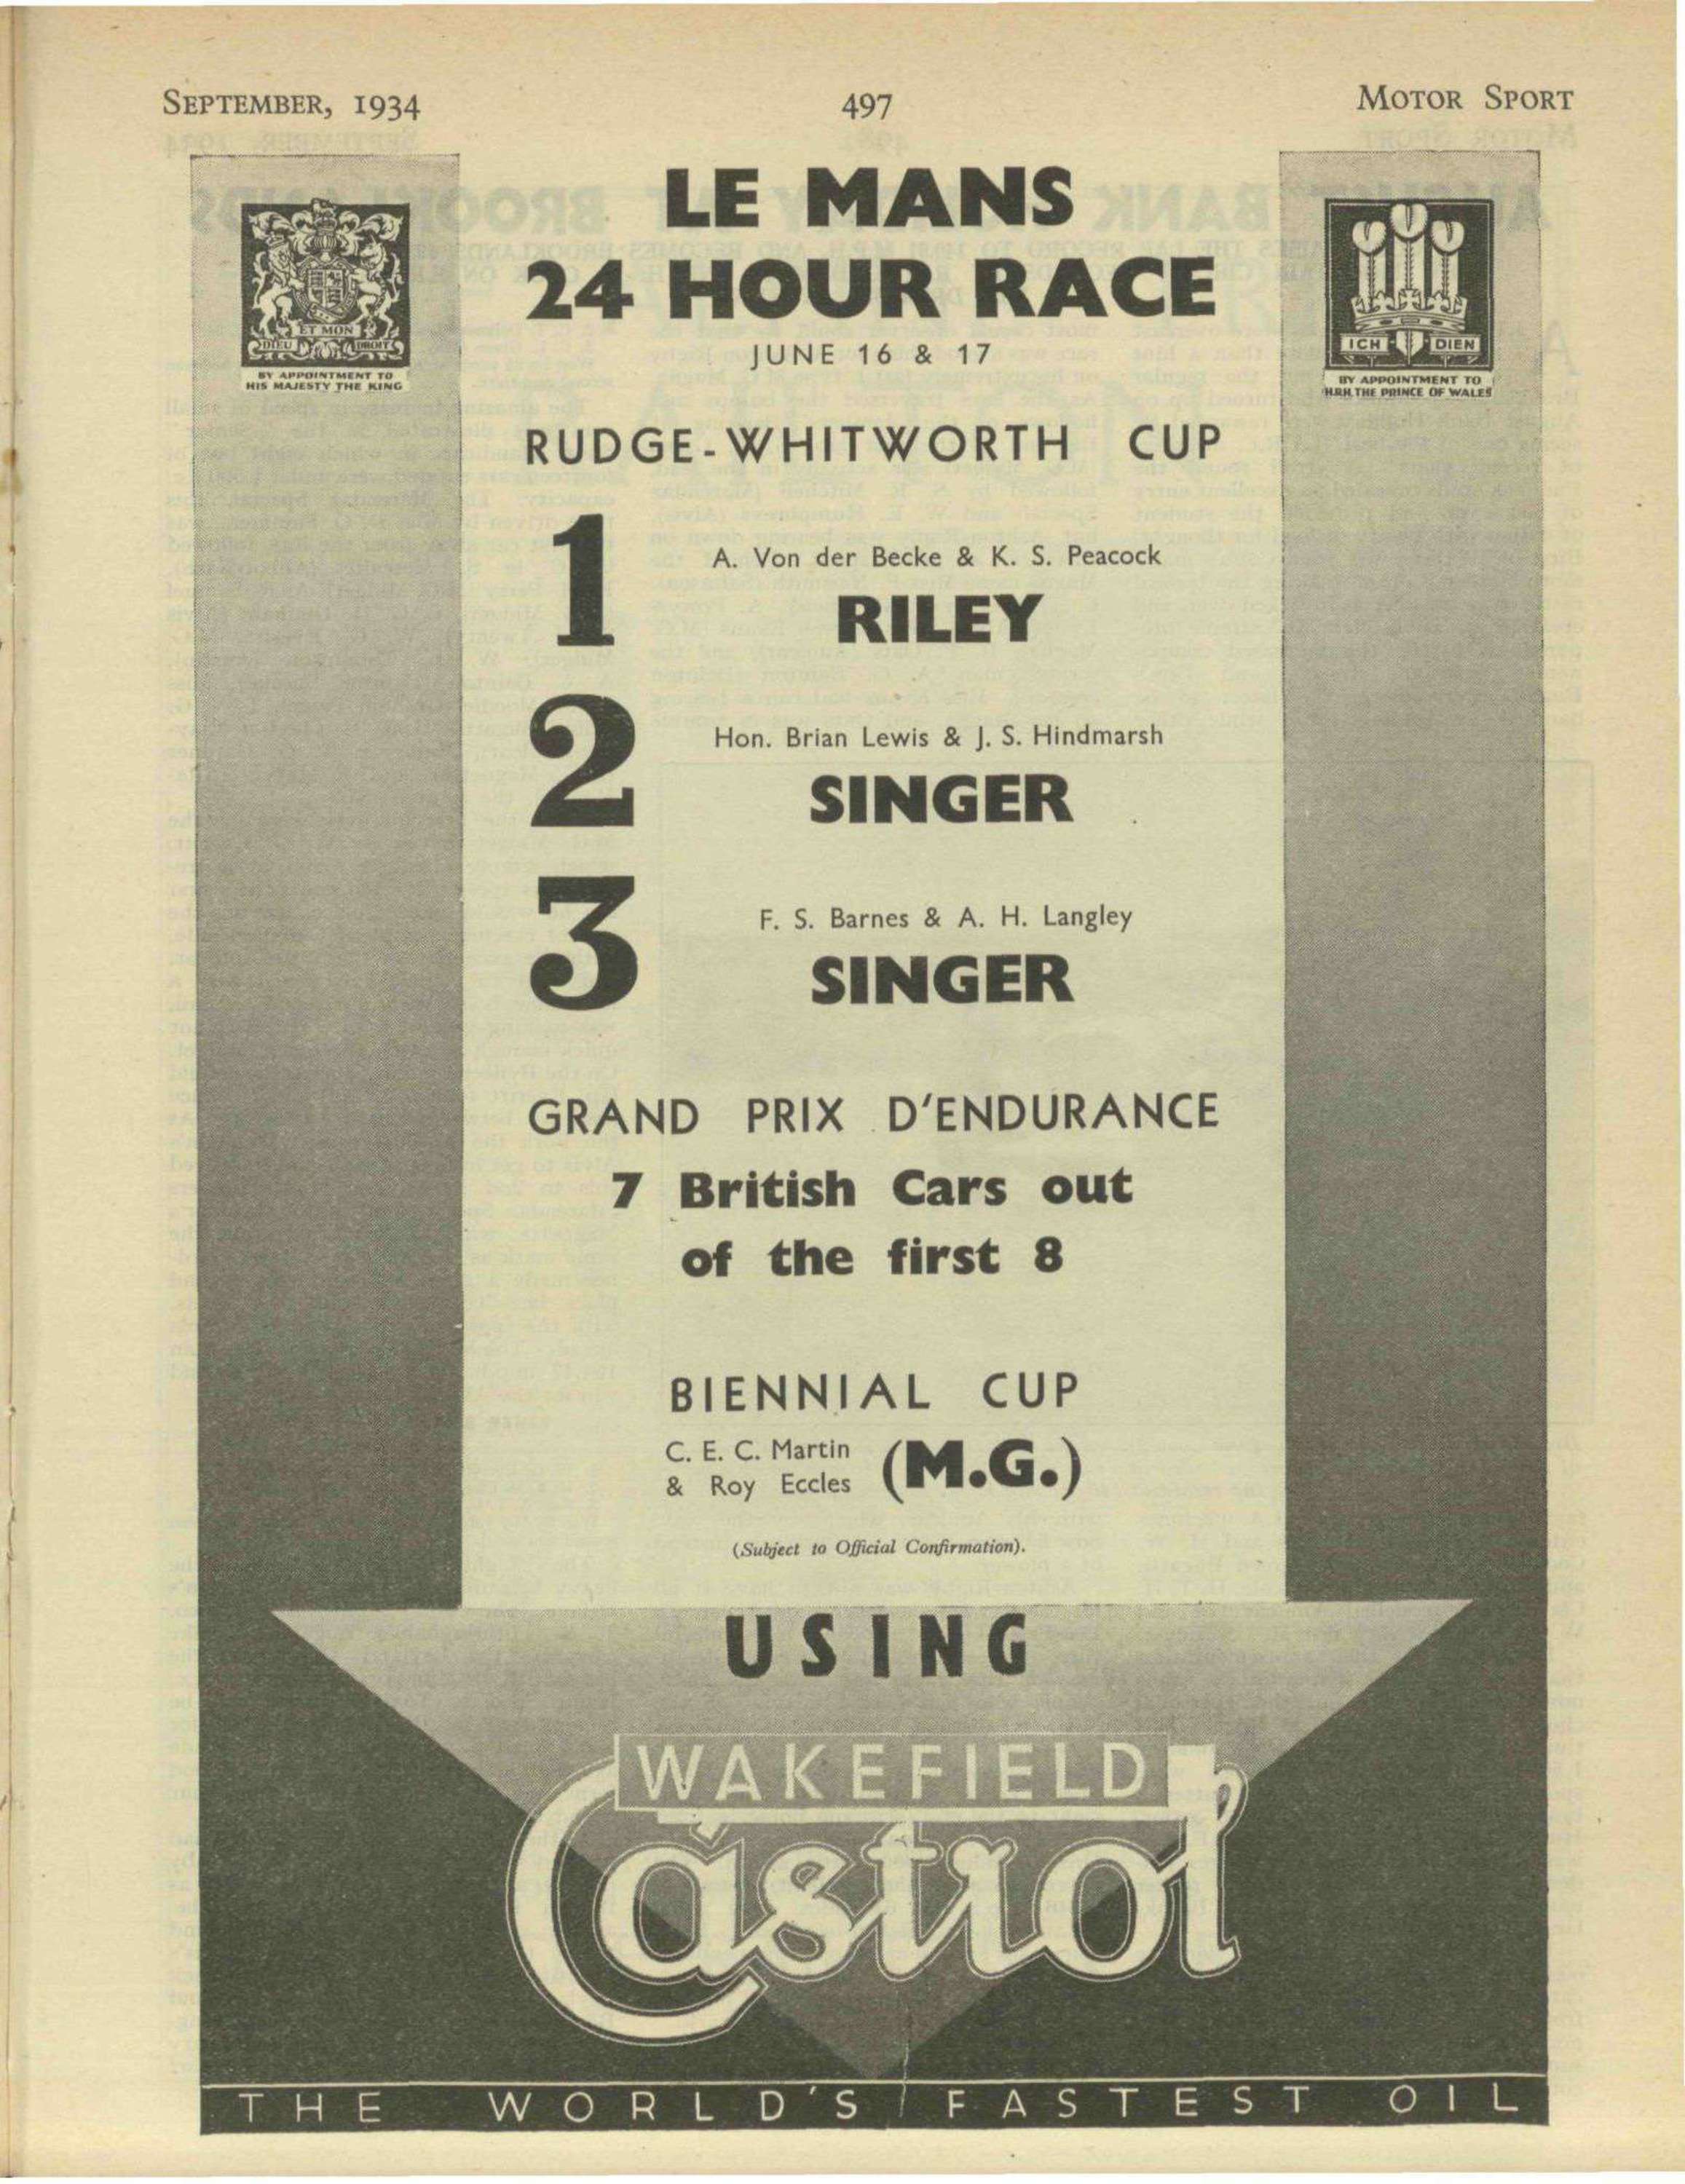 SEPTEMBER, 1934
497
MOTOR SPORT
LE MANS
24 HOUR RACE
JUNE 16 & 17
ET MON
DIEU DROIT
BY APPOINTMENT TO
HIS MAJESTY THE KING
ICH DIEN
BY APPOINTMENT TO
H.R.H. THE PRINCE OF WALES
RUDGE-WHITWORTH CUP
1
A. Von der Becke & K. S. Peacock
RILEY
2
Hon. Brian Lewis & J. S. Hindmarsh
SINGER
3
F. S. Barnes & A. H. Langley
SINGER
GRAND PRIX D'ENDURANCE
7 British Cars out
of the first 8
BIENNIAL CUP
C. E. C. Martin
& Roy Eccles
(M.G.)
(Subject to Official Confirmation).
USING
WAKEFIELD
Castrol
THE WORLD'S FASTEST OIL